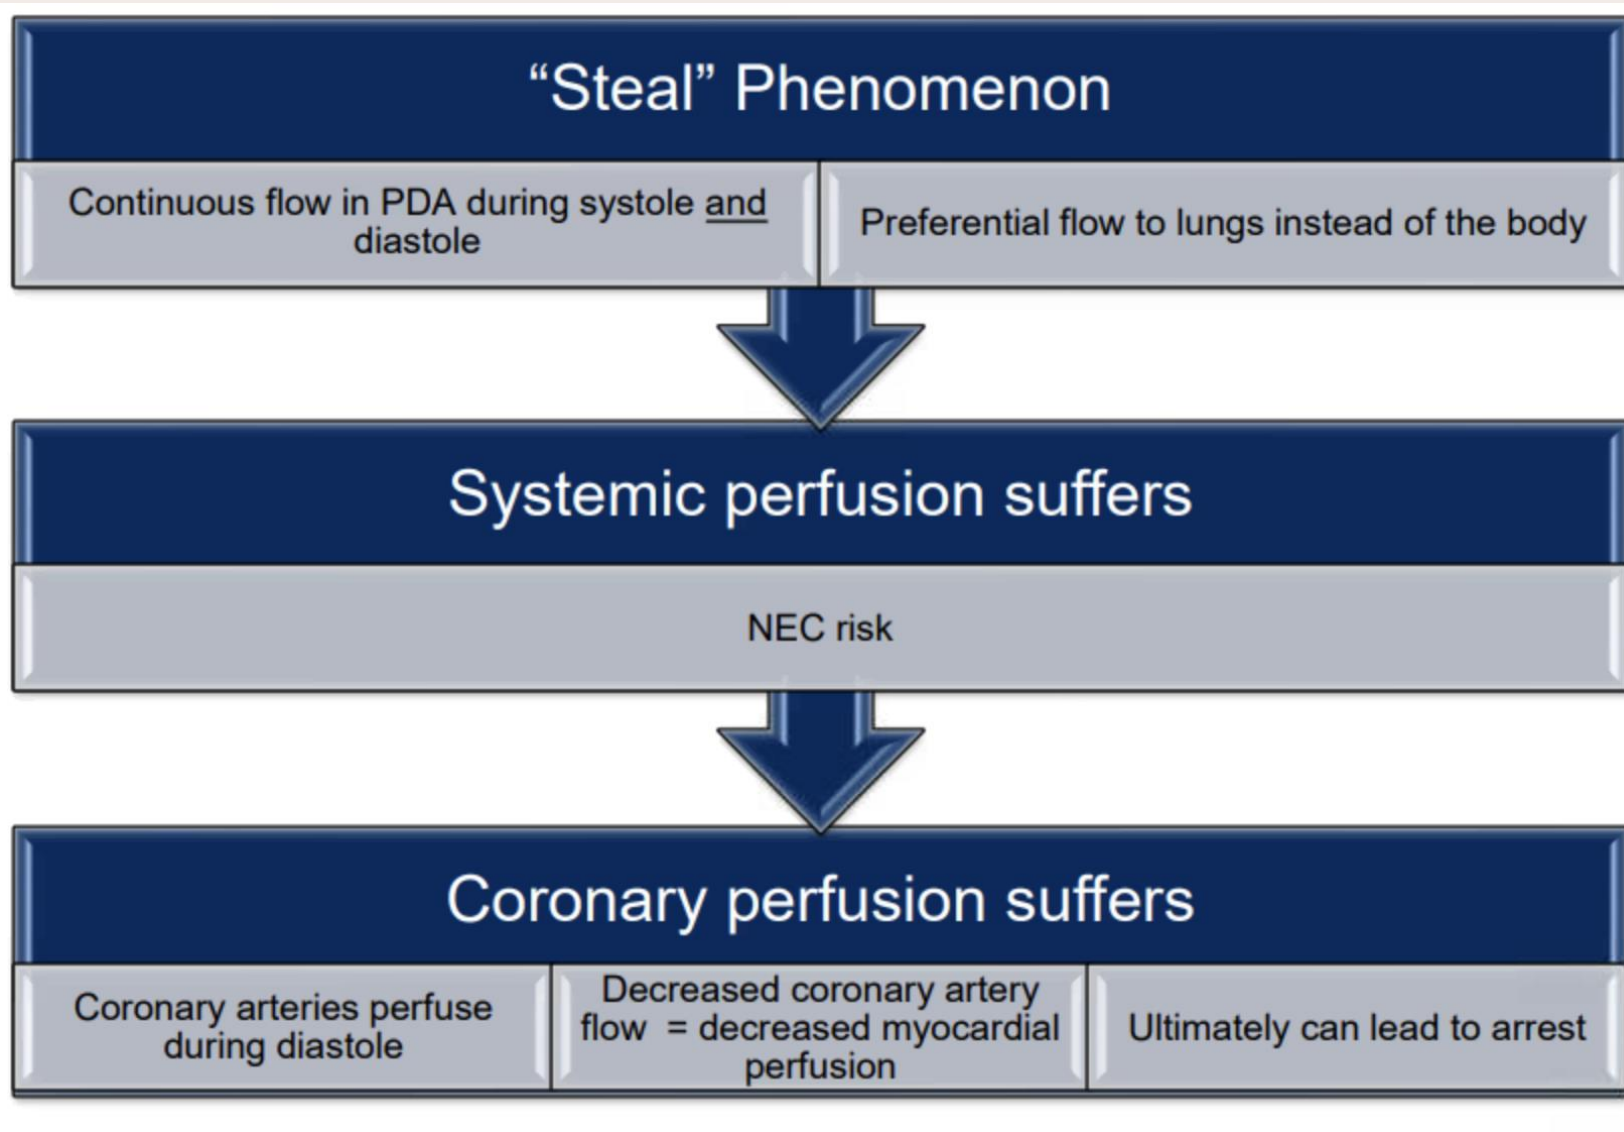 “Steal” Phenomenon
Continuous flow in PDA during systole and
diastole
Preferential flow to lungs instead of the body
Systemic perfusion suffers
NEC risk
Coronary perfusion suffers
Coronary arteries perfuse
during diastole
Decreased coronary artery
flow = decreased myocardial
perfusion
Ultimately can lead to arrest